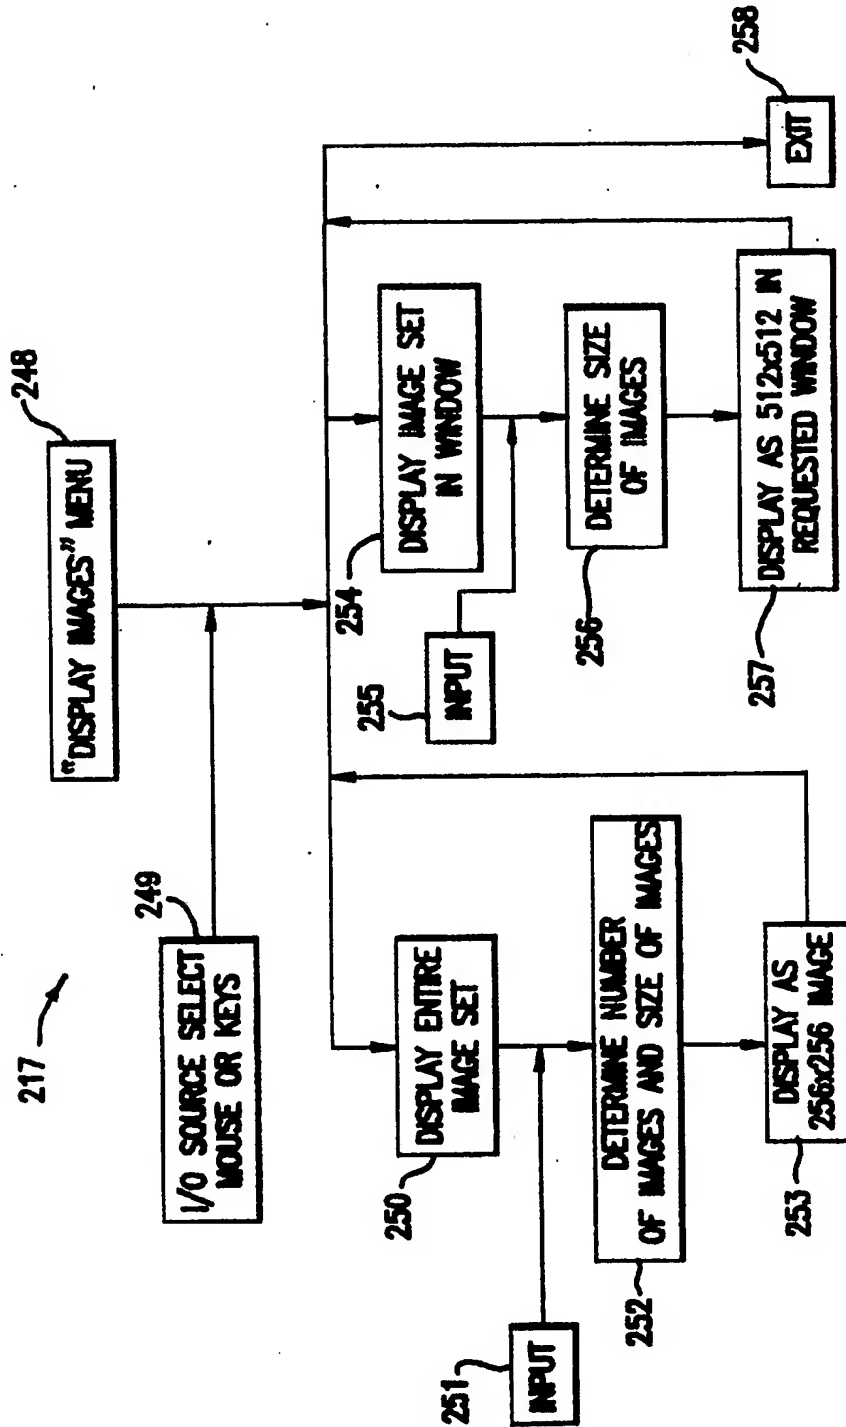 217
248
"DISPLAY IMAGES" MENU
249
I/O SOURCE SELECT
MOUSE OR KEYS
250
DISPLAY ENTIRE
IMAGE SET
251
INPUT
252
DETERMINE NUMBER
OF IMAGES AND SIZE OF IMAGES
253
DISPLAY AS
256x256 IMAGE
254
DISPLAY IMAGE SET
IN WINDOW
255
INPUT
256
DETERMINE SIZE
OF IMAGES
257
DISPLAY AS 512x512 IN
REQUESTED WINDOW
258
EXIT